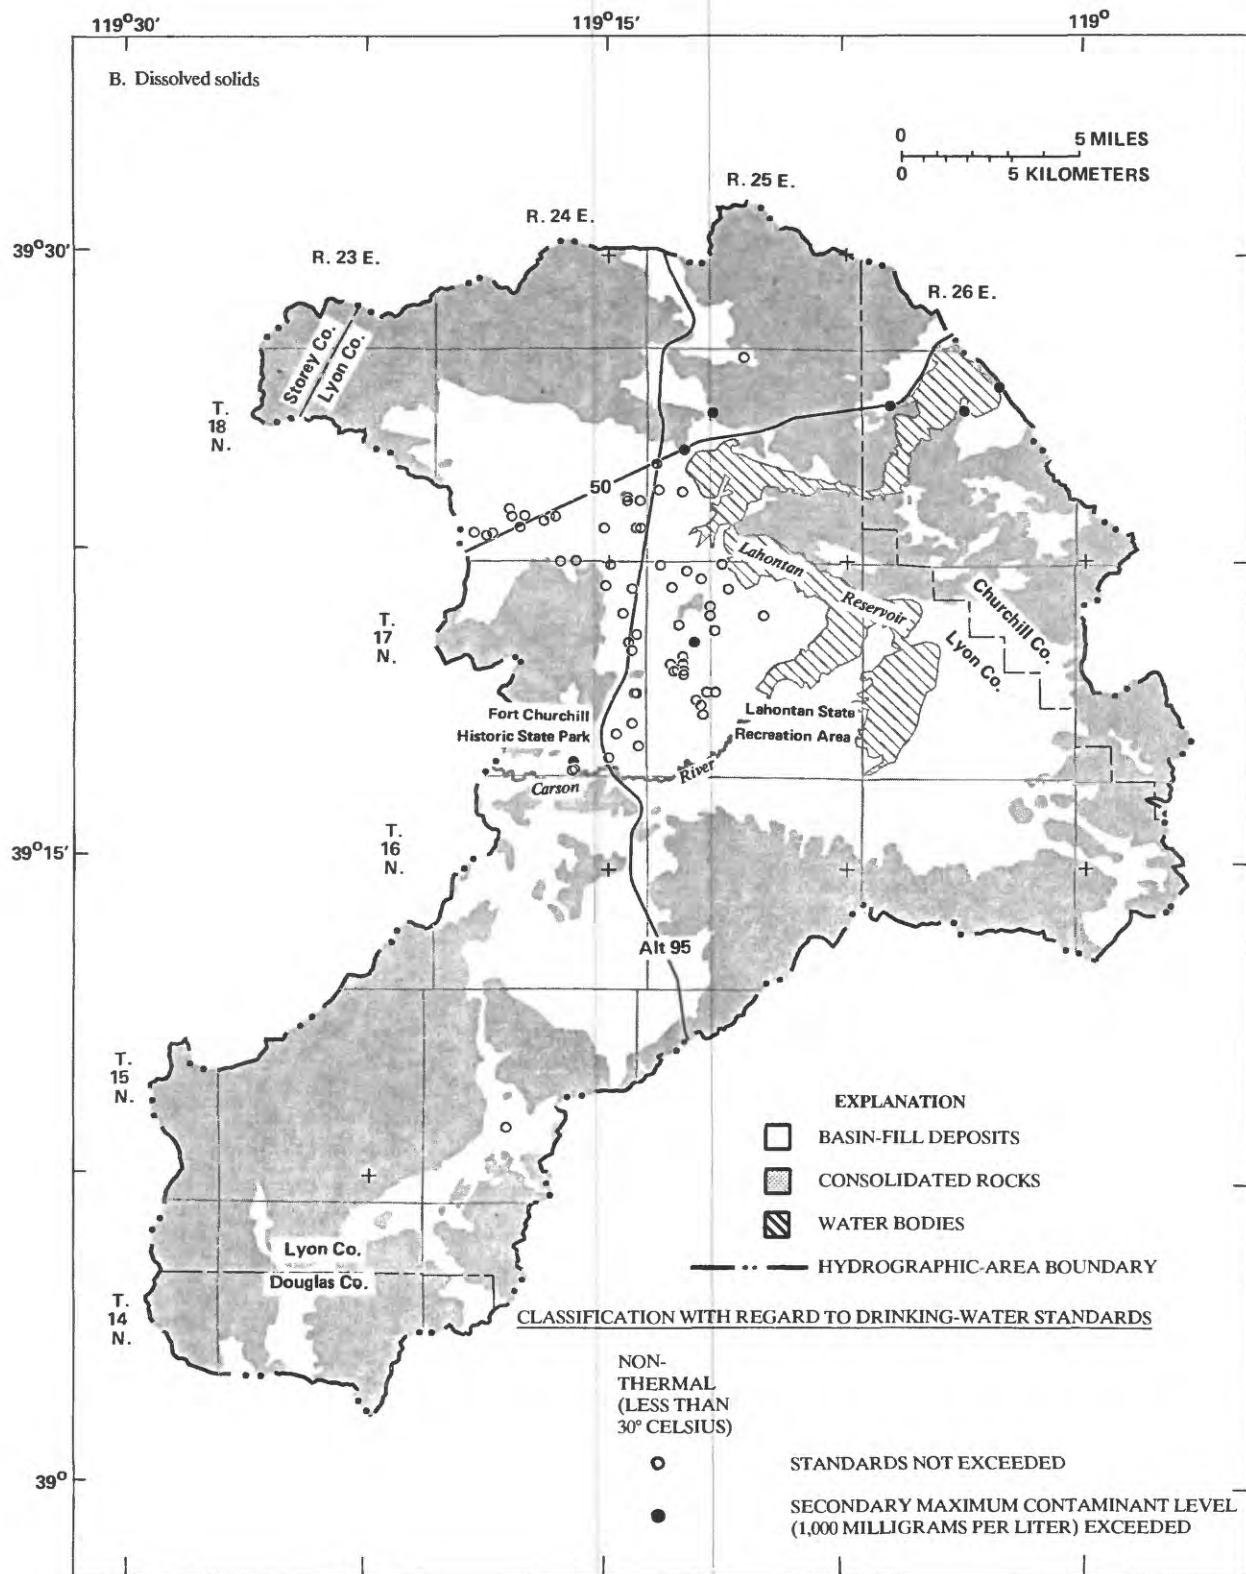 119°30′ 119°15′ 119°
B. Dissolved solids
0 5 MILES
0 5 KILOMETERS
R. 25 E.
R. 24 E.
39°30′
R. 23 E.
R. 26 E.
Storey Co.
Lyon Co.
T.
18
N.
50
Lahontan
Reservoir
Churchill Co.
Lyon Co.
T.
17
N.
Fort Churchill
Historic State Park
Lahontan State
Recreation Area
River
Carson
T.
16
N.
39°15′
Alt 95
T.
15
N.
EXPLANATION
BASIN-FILL DEPOSITS
CONSOLIDATED ROCKS
WATER BODIES
HYDROGRAPHIC-AREA BOUNDARY
Lyon Co.
Douglas Co.
T.
14
N.
CLASSIFICATION WITH REGARD TO DRINKING-WATER STANDARDS
NON-
THERMAL
(LESS THAN
30° CELSIUS)
39°
STANDARDS NOT EXCEEDED
SECONDARY MAXIMUM CONTAMINANT LEVEL
(1,000 MILLIGRAMS PER LITER) EXCEEDED